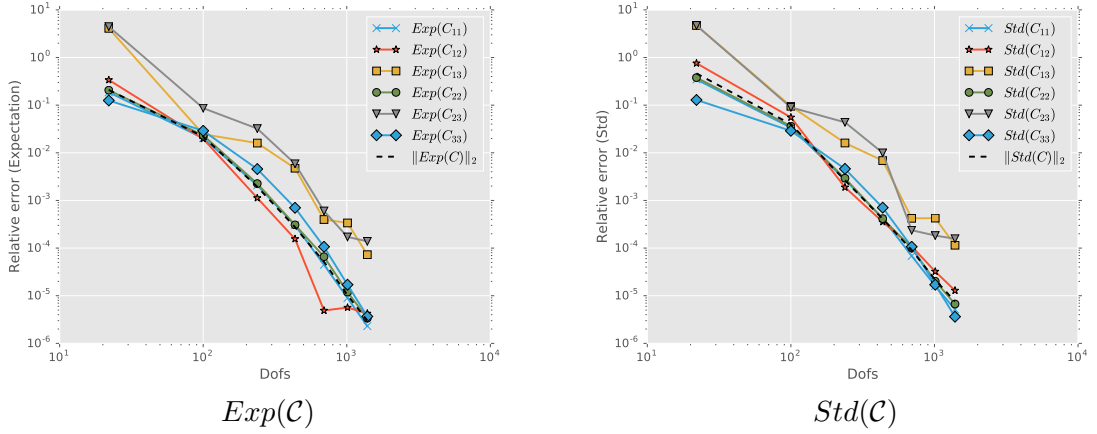 10^1
10^0
10^-1
10^-2
10^-3
10^-4
10^-5
10^-6
Relative error (Expectation)
10^1 10^2 10^3 10^4
Dofs
Exp(C_11)
Exp(C_12)
Exp(C_13)
Exp(C_22)
Exp(C_23)
Exp(C_33)
‖Exp(C)‖_2
Exp(𝒞)
10^1
10^0
10^-1
10^-2
10^-3
10^-4
10^-5
10^-6
Relative error (Std)
10^1 10^2 10^3 10^4
Dofs
Std(C_11)
Std(C_12)
Std(C_13)
Std(C_22)
Std(C_23)
Std(C_33)
‖Std(C)‖_2
Std(𝒞)